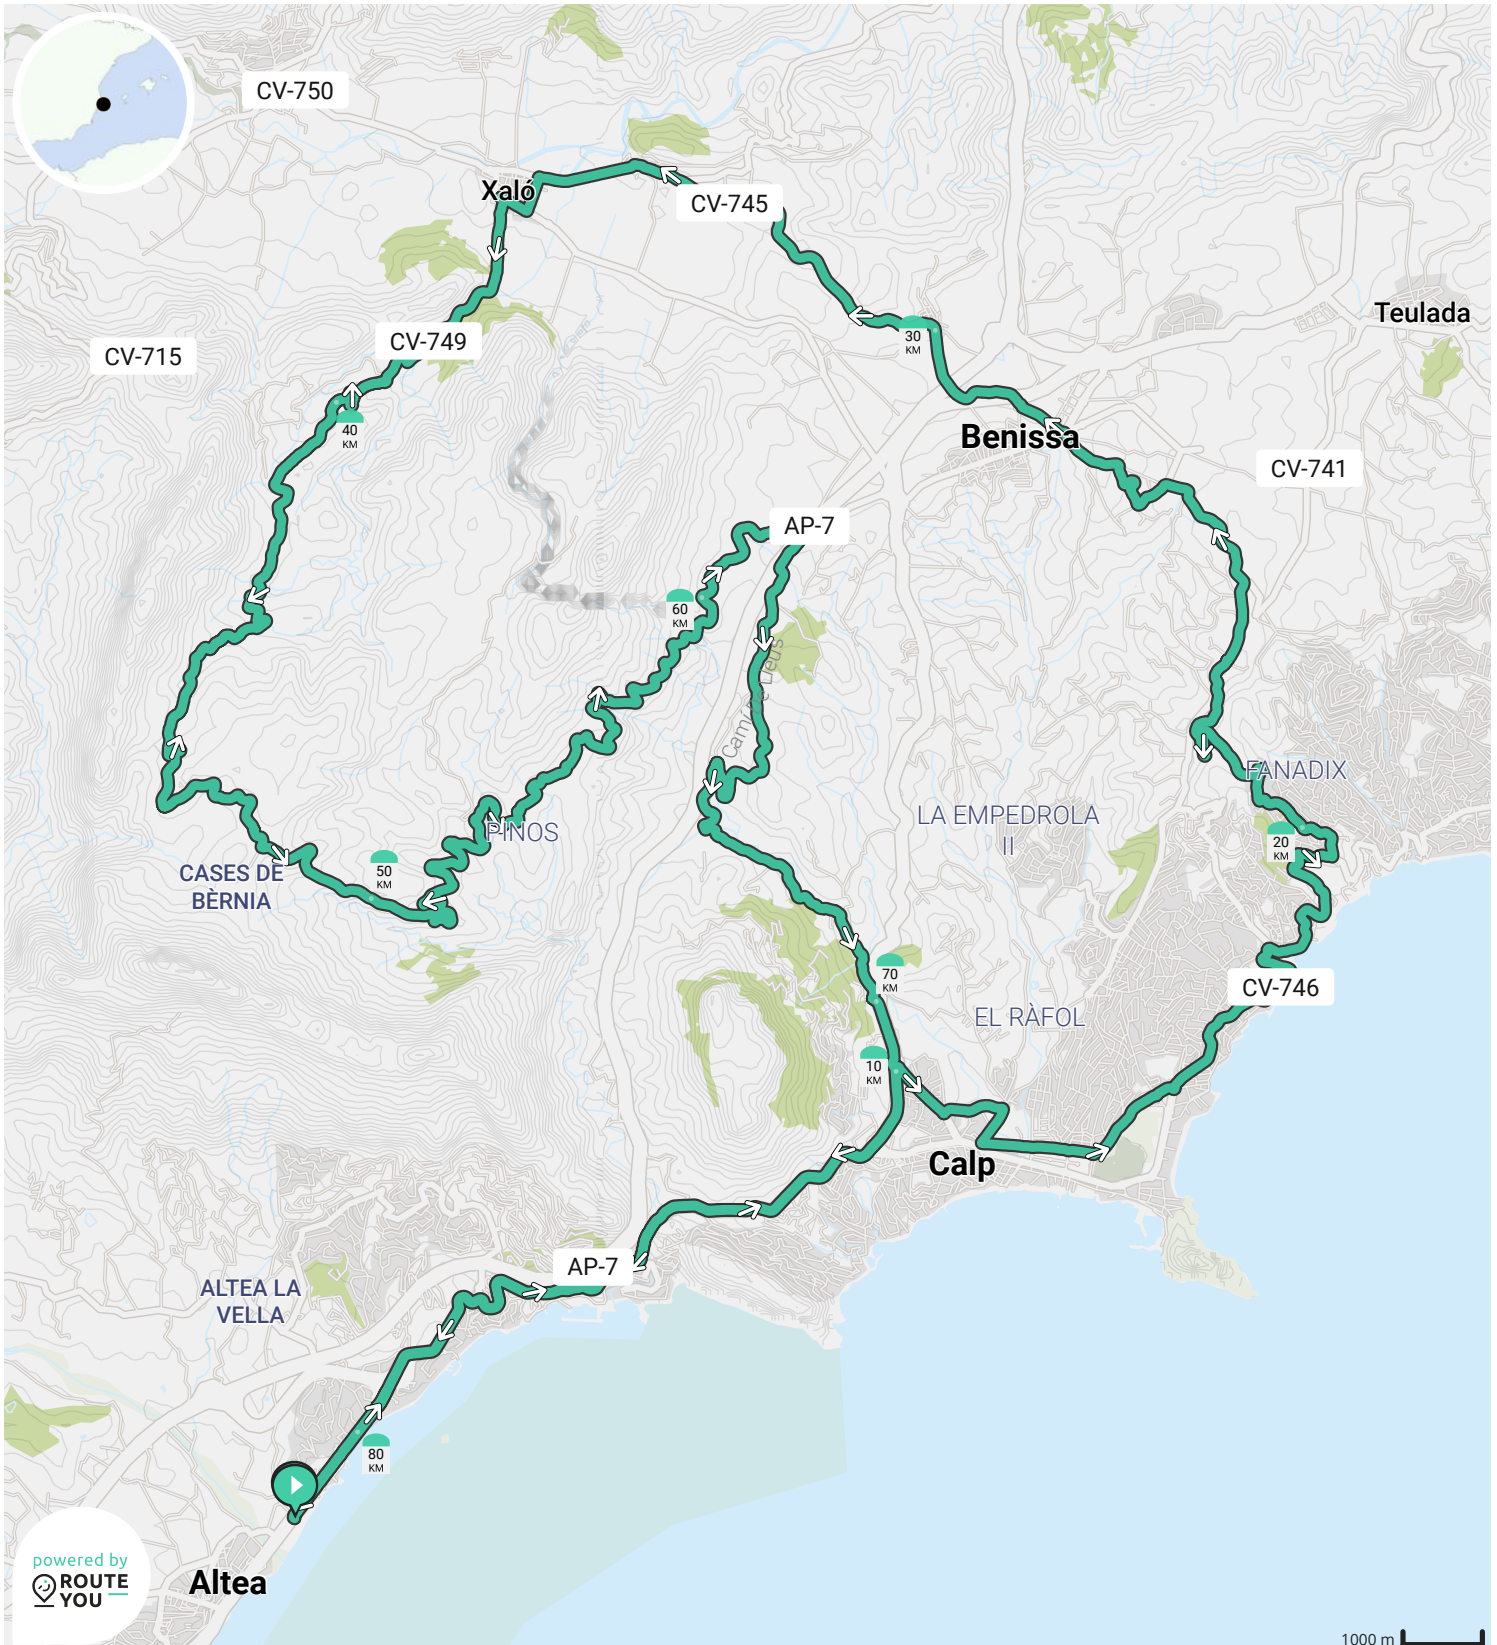 CV-750
Xaló
CV-745
Teulada
CV-749
CV-715
30
KM
40
KM
Benissa
CV-741
AP-7
60
KM
Camí de Lleus
FANADIX
PINOS
LA EMPEDROLA
II
20
KM
50
KM
CASES DE
BÈRNIA
70
KM
CV-746
EL RÀFOL
10
KM
Calp
AP-7
ALTEA LA
VELLA
80
KM
powered by
ROUTE
YOU
Altea
1000 m